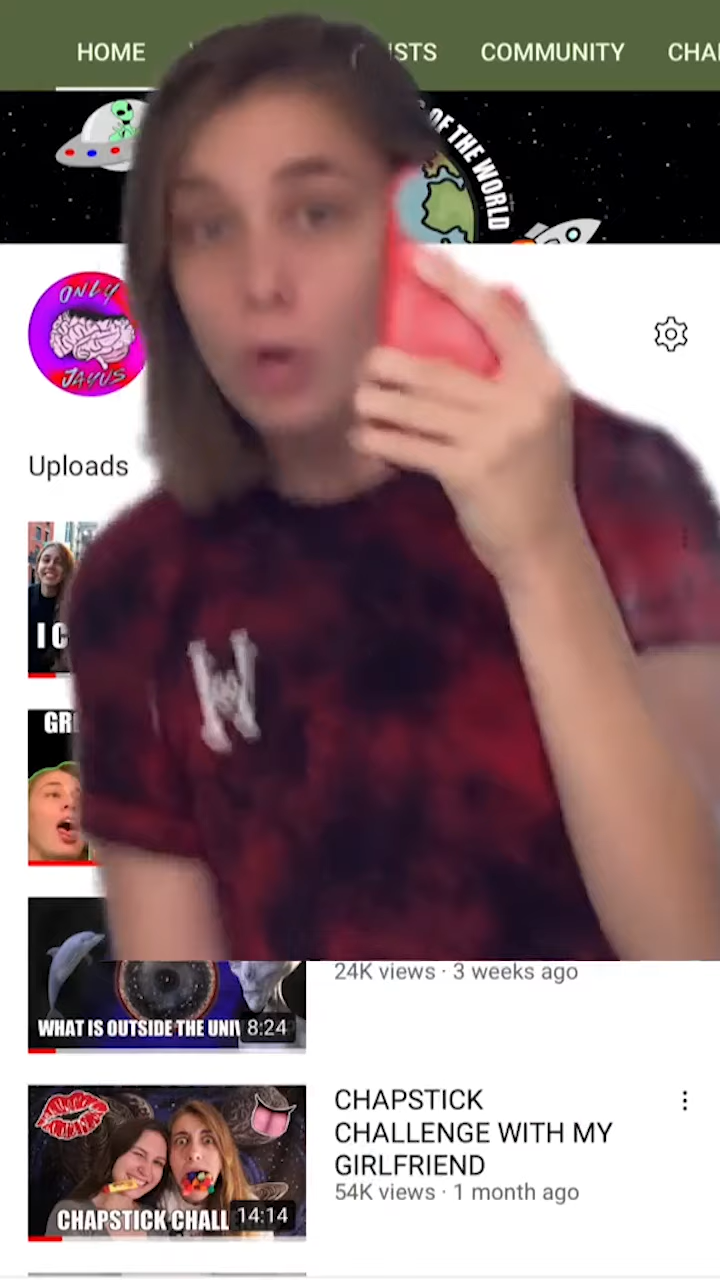 HOME
COMMUNITY
OF THE WORLD
ONLY
JAYUS
Uploads
24K views · 3 weeks ago
WHAT IS OUTSIDE THE
8:24
CHAPSTICK
CHALLENGE WITH MY
GIRLFRIEND
54K views · 1 month ago
CHAPSTICK CHALL
14:14